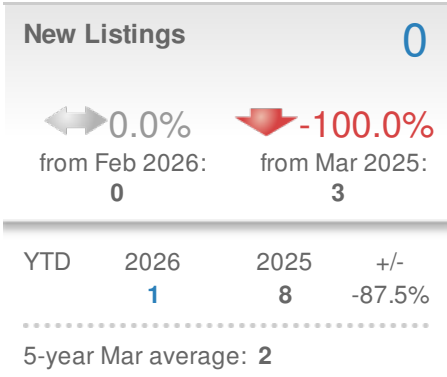 New Listings 0
0.0% -100.0%
from Feb 2026: from Mar 2025:
0 3
YTD 2026 2025 +/-
1 8 -87.5%
5-year Mar average: 2